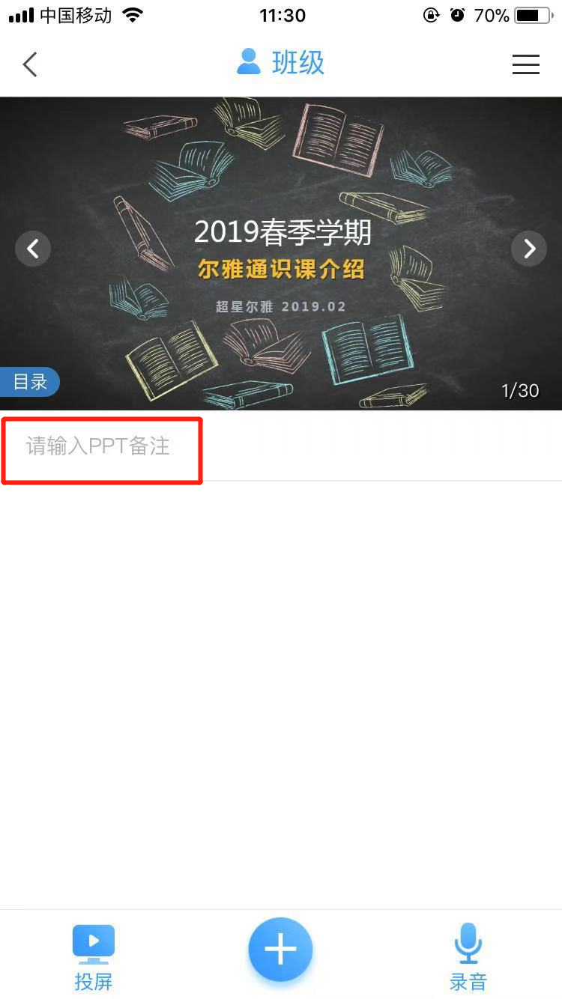 中国移动 11:30 70%
班级
2019春季学期
尔雅通识课介绍
超星尔雅 2019.02
目录
1/30
请输入PPT备注
投屏
录音